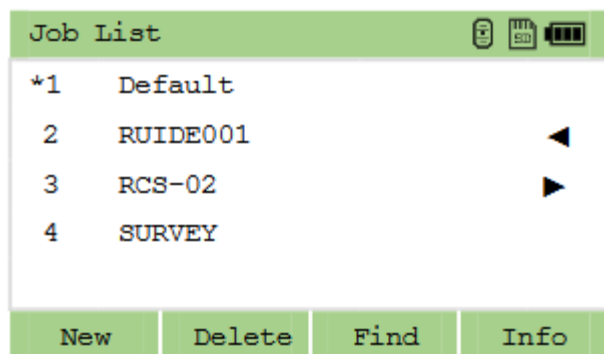 Job List
*1 Default
2 RUIDE001 ◀
3 RCS-02 ▶
4 SURVEY
New Delete Find Info